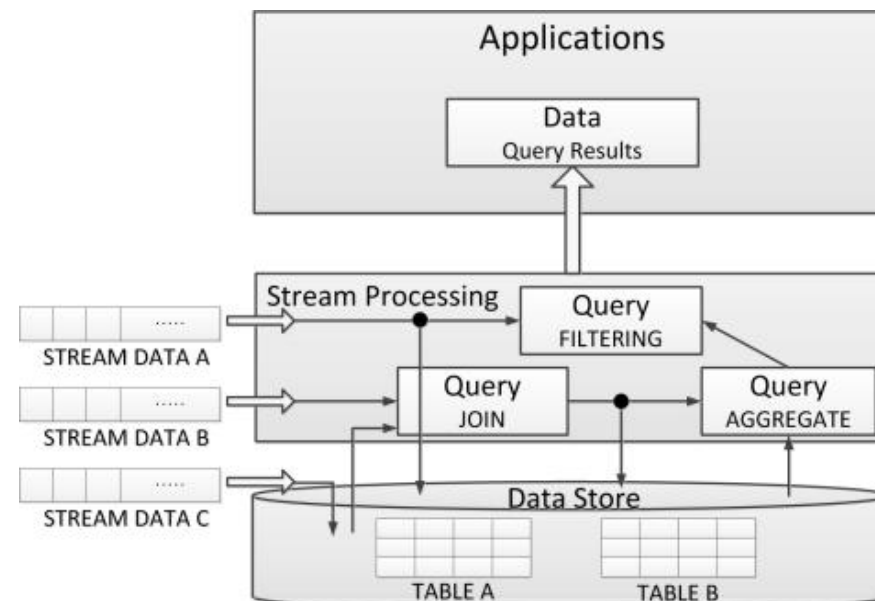 Applications
Data
Query Results
Stream Processing
Query
FILTERING
.....
STREAM DATA A
Query
JOIN
Query
AGGREGATE
.....
STREAM DATA B
.....
STREAM DATA C
Data Store
TABLE A
TABLE B